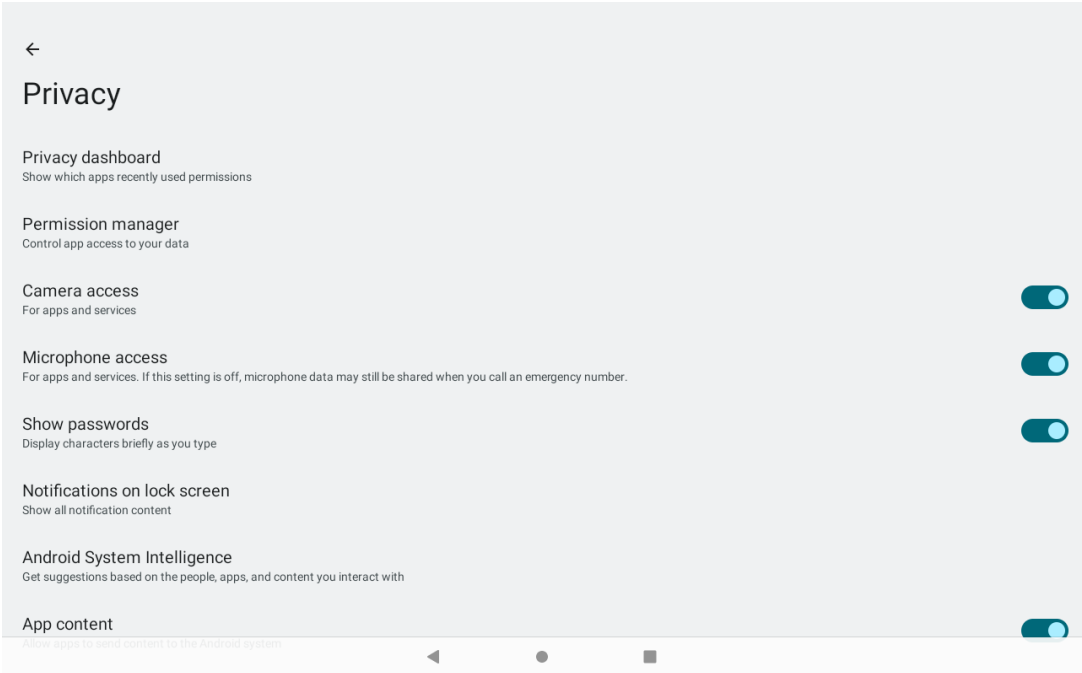 Privacy
Privacy dashboard
Show which apps recently used permissions
Permission manager
Control app access to your data
Camera access
For apps and services
Microphone access
For apps and services. If this setting is off, microphone data may still be shared when you call an emergency number.
Show passwords
Display characters briefly as you type
Notifications on lock screen
Show all notification content
Android System Intelligence
Get suggestions based on the people, apps, and content you interact with
App content
Allow apps to send content to the Android system